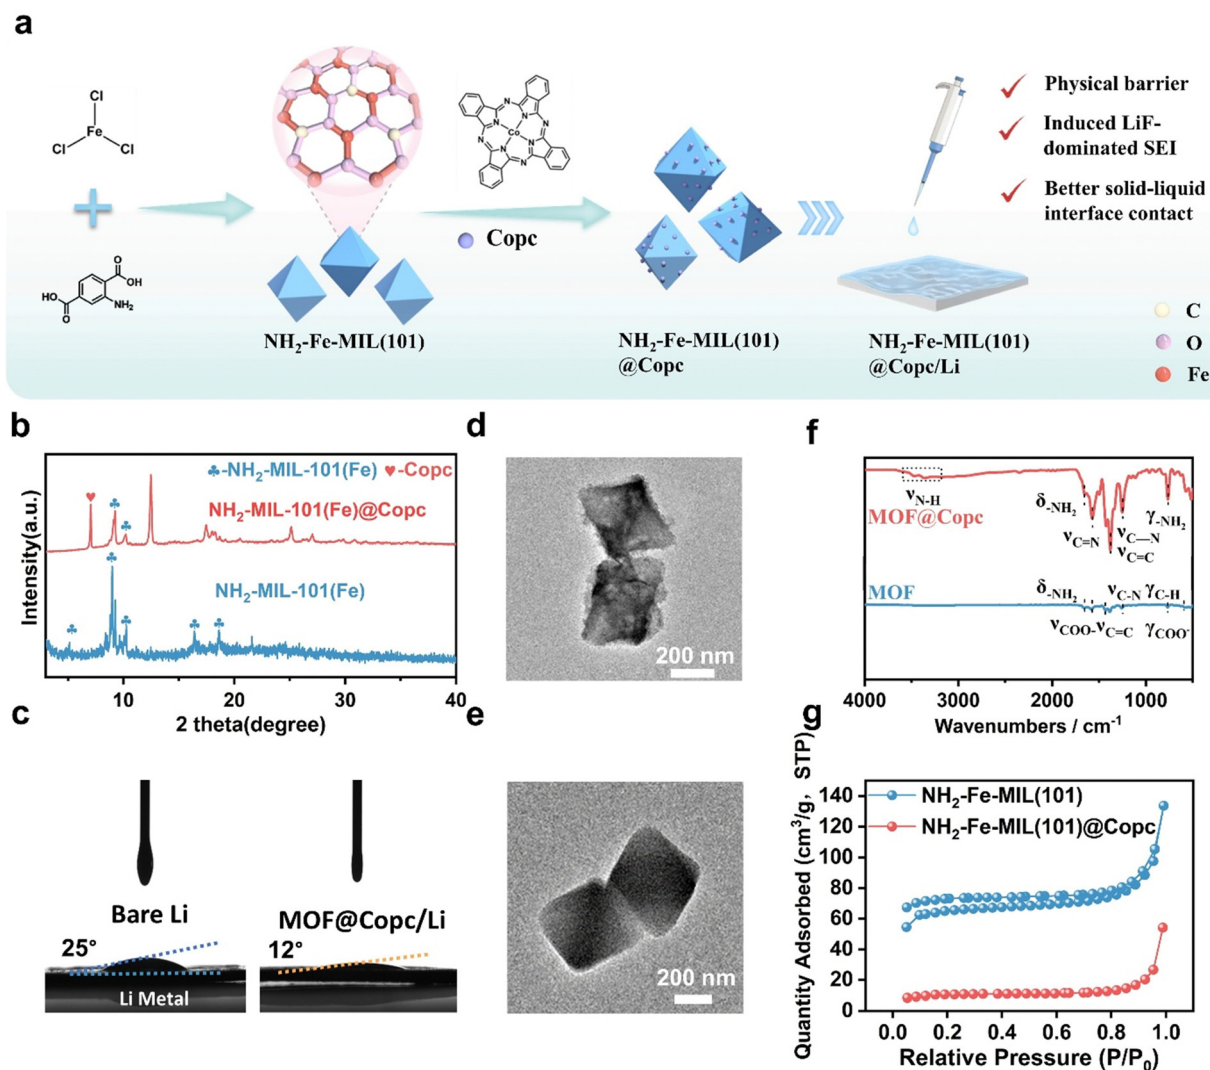 a
Cl
Fe
Cl
Cl
HO
O
O
OH
NH₂
NH₂-Fe-MIL(101)
N
N
N
N
Co
N
N
N
N
Copc
NH₂-Fe-MIL(101)
@Copc
NH₂-Fe-MIL(101)
@Copc/Li
Physical barrier
Induced LiF-
dominated SEI
Better solid-liquid
interface contact
C
O
Fe
b
♣-NH₂-MIL-101(Fe) ♥-Copc
NH₂-MIL-101(Fe)@Copc
NH₂-MIL-101(Fe)
Intensity(a.u.)
10 20 30 40
2 theta(degree)
c
Bare Li
25°
Li Metal
MOF@Copc/Li
12°
d
200 nm
e
200 nm
f
νN-H
MOF@Copc
δ-NH₂
νC=N
νC—N
νC=C
γ-NH₂
MOF
δ-NH₂
νC-N
γC-H
νCOO-
νC=C
γCOO⁻
4000 3000 2000 1000
Wavenumbers / cm⁻¹
g
Quantity Adsorbed (cm³/g, STP)
140
120
100
80
60
40
20
0
NH₂-Fe-MIL(101)
NH₂-Fe-MIL(101)@Copc
0.0 0.2 0.4 0.6 0.8 1.0
Relative Pressure (P/P₀)